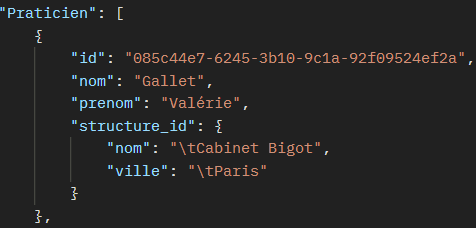 "Praticien": [
{
"id": "085c44e7-6245-3b10-9c1a-92f09524ef2a",
"nom": "Gallet",
"prenom": "Valérie",
"structure_id": {
"nom": "\tCabinet Bigot",
"ville": "\tParis"
}
},